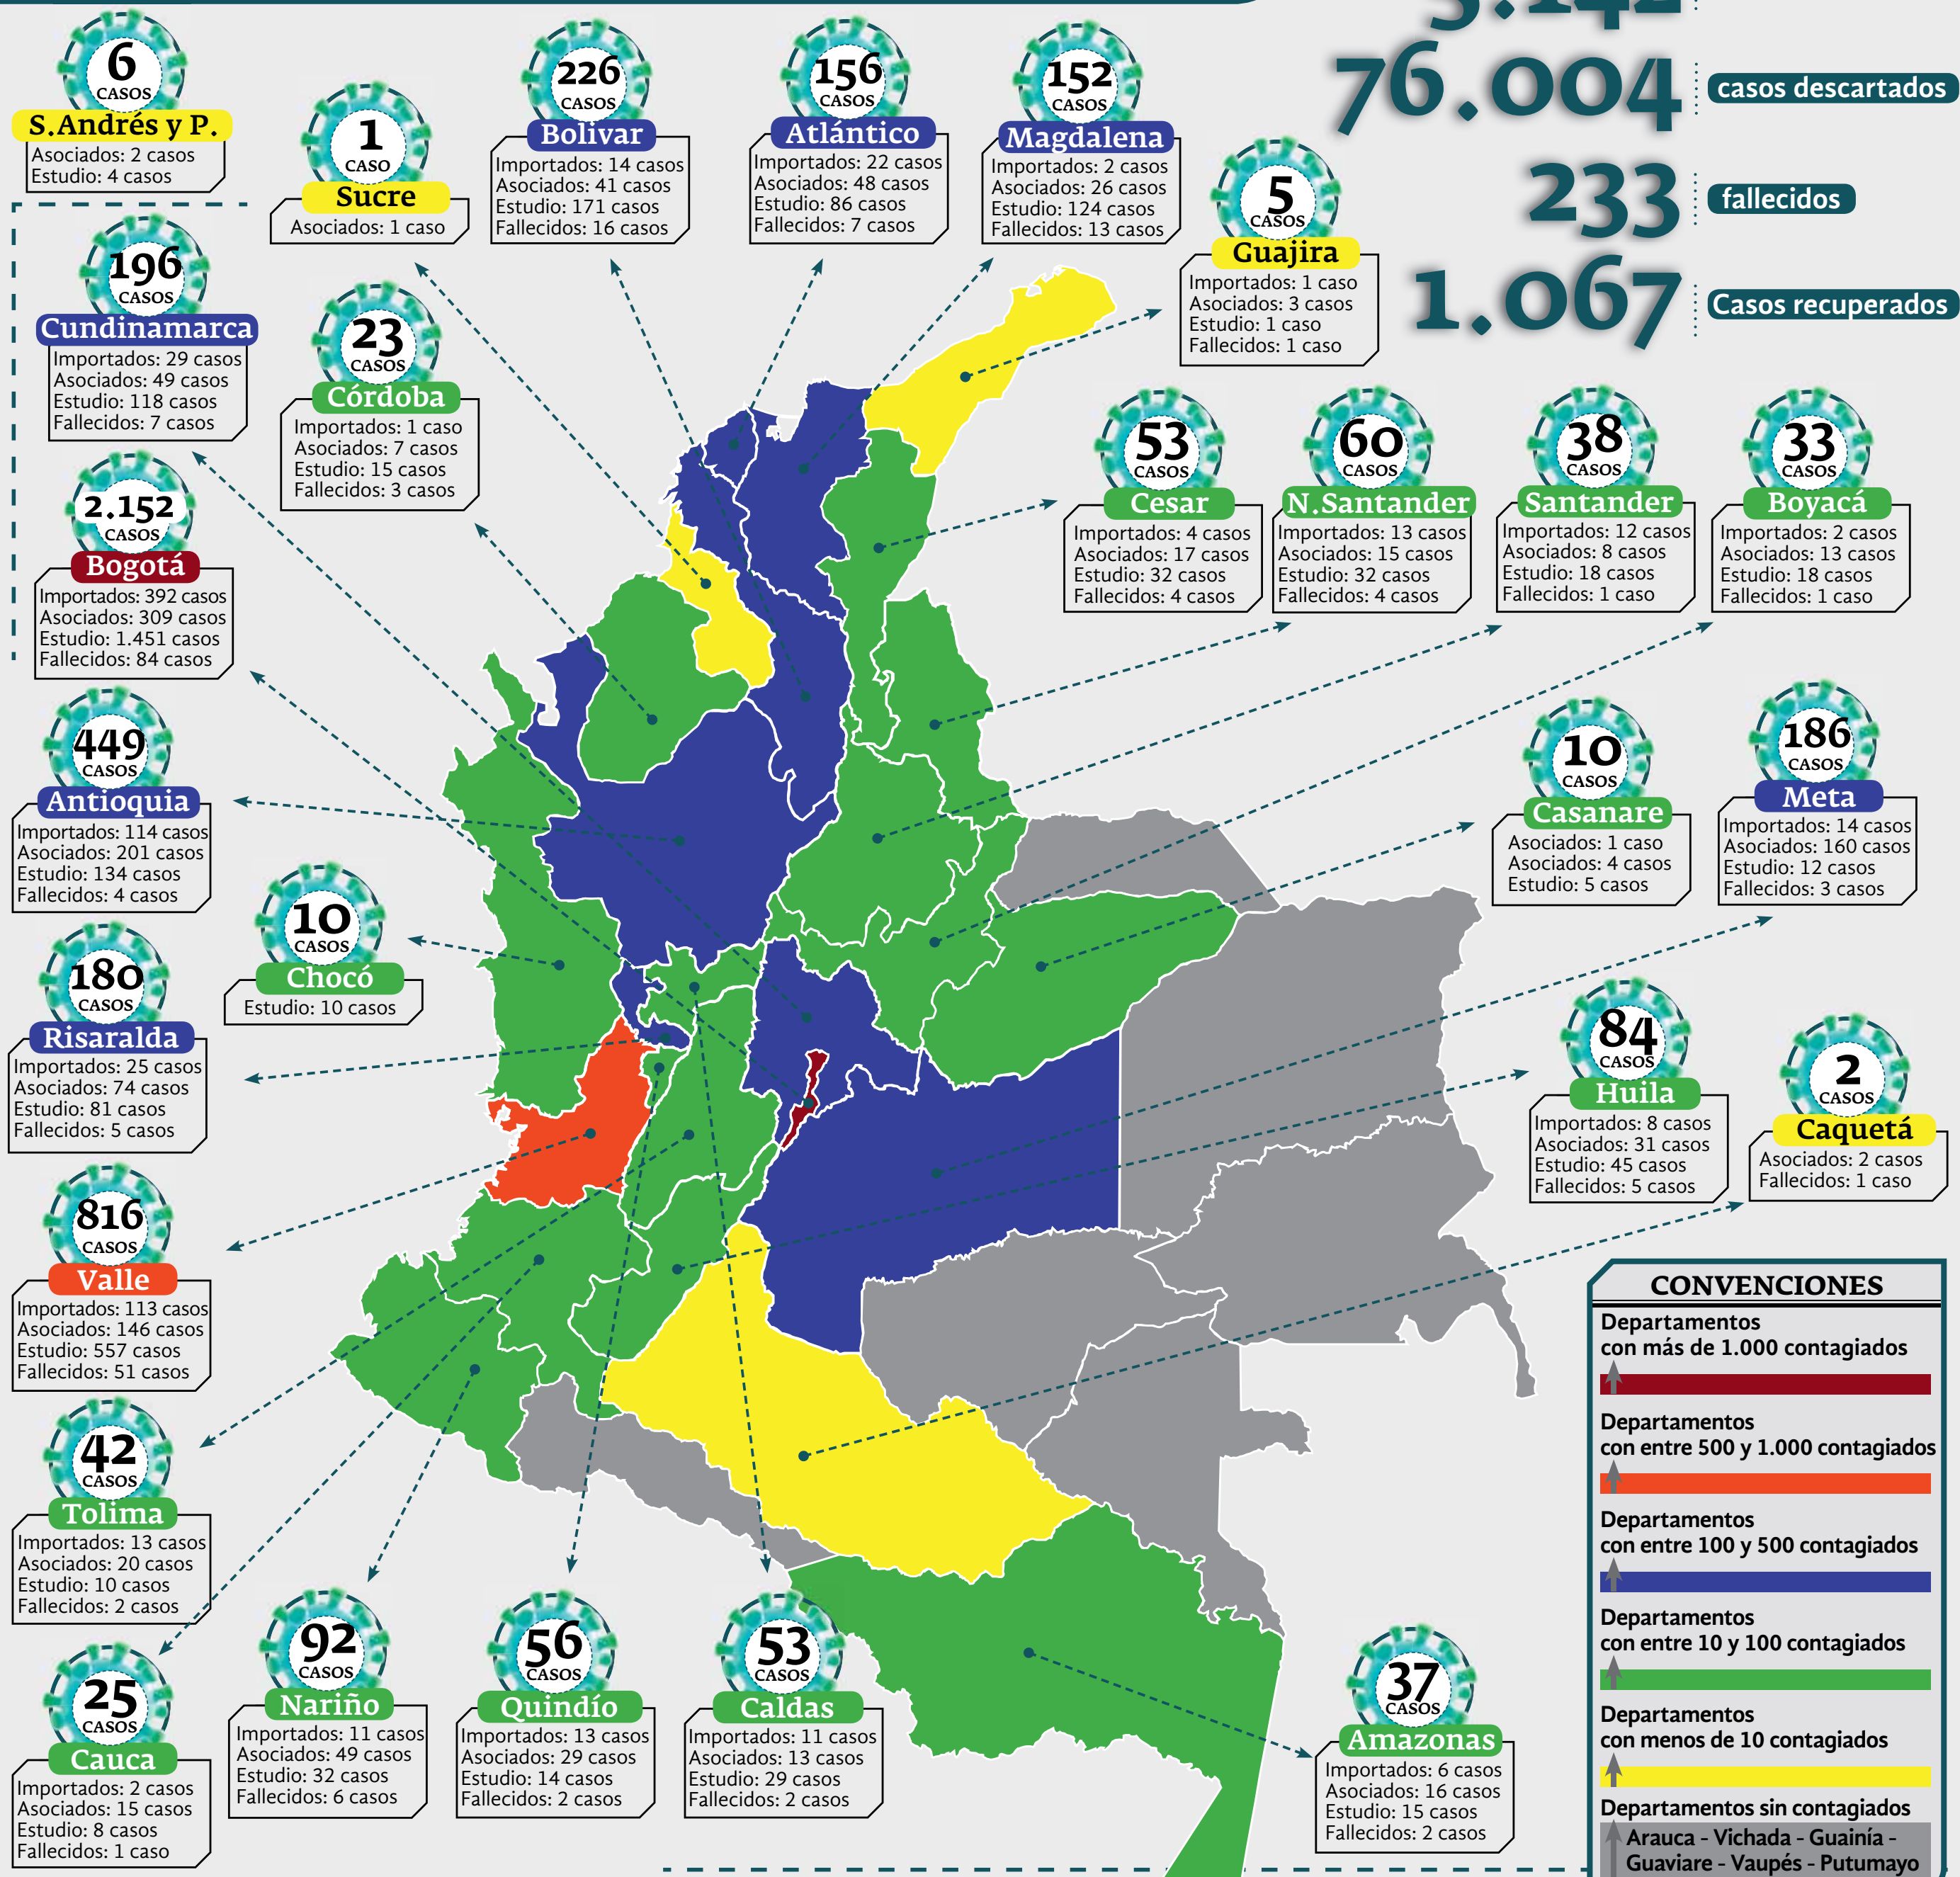 76.004
casos descartados
233
fallecidos
1.067
Casos recuperados
6
CASOS
S.Andrés y P.
Asociados: 2 casos
Estudio: 4 casos
1
CASO
Sucre
Asociados: 1 caso
226
CASOS
Bolívar
Importados: 14 casos
Asociados: 41 casos
Estudio: 171 casos
Fallecidos: 16 casos
156
CASOS
Atlántico
Importados: 22 casos
Asociados: 48 casos
Estudio: 86 casos
Fallecidos: 7 casos
152
CASOS
Magdalena
Importados: 2 casos
Asociados: 26 casos
Estudio: 124 casos
Fallecidos: 13 casos
5
CASOS
Guajira
Importados: 1 caso
Asociados: 3 casos
Estudio: 1 caso
Fallecidos: 1 caso
196
CASOS
Cundinamarca
Importados: 29 casos
Asociados: 49 casos
Estudio: 118 casos
Fallecidos: 7 casos
23
CASOS
Córdoba
Importados: 1 caso
Asociados: 7 casos
Estudio: 15 casos
Fallecidos: 3 casos
2.152
CASOS
Bogotá
Importados: 392 casos
Asociados: 309 casos
Estudio: 1.451 casos
Fallecidos: 84 casos
53
CASOS
Cesar
Importados: 4 casos
Asociados: 17 casos
Estudio: 32 casos
Fallecidos: 4 casos
60
CASOS
N.Santander
Importados: 13 casos
Asociados: 15 casos
Estudio: 32 casos
Fallecidos: 4 casos
38
CASOS
Santander
Importados: 12 casos
Asociados: 8 casos
Estudio: 18 casos
Fallecidos: 1 caso
33
CASOS
Boyacá
Importados: 2 casos
Asociados: 13 casos
Estudio: 18 casos
Fallecidos: 1 caso
449
CASOS
Antioquia
Importados: 114 casos
Asociados: 201 casos
Estudio: 134 casos
Fallecidos: 4 casos
10
CASOS
Chocó
Estudio: 10 casos
10
CASOS
Casanare
Asociados: 1 caso
Asociados: 4 casos
Estudio: 5 casos
186
CASOS
Meta
Importados: 14 casos
Asociados: 160 casos
Estudio: 12 casos
Fallecidos: 3 casos
180
CASOS
Risaralda
Importados: 25 casos
Asociados: 74 casos
Estudio: 81 casos
Fallecidos: 5 casos
84
CASOS
Huila
Importados: 8 casos
Asociados: 31 casos
Estudio: 45 casos
Fallecidos: 5 casos
2
CASOS
Caquetá
Asociados: 2 casos
Fallecidos: 1 caso
816
CASOS
Valle
Importados: 113 casos
Asociados: 146 casos
Estudio: 557 casos
Fallecidos: 51 casos
42
CASOS
Tolima
Importados: 13 casos
Asociados: 20 casos
Estudio: 10 casos
Fallecidos: 2 casos
25
CASOS
Cauca
Importados: 2 casos
Asociados: 15 casos
Estudio: 8 casos
Fallecidos: 1 caso
92
CASOS
Nariño
Importados: 11 casos
Asociados: 49 casos
Estudio: 32 casos
Fallecidos: 6 casos
56
CASOS
Quindío
Importados: 13 casos
Asociados: 29 casos
Estudio: 14 casos
Fallecidos: 2 casos
53
CASOS
Caldas
Importados: 11 casos
Asociados: 13 casos
Estudio: 29 casos
Fallecidos: 2 casos
37
CASOS
Amazonas
Importados: 6 casos
Asociados: 16 casos
Estudio: 15 casos
Fallecidos: 2 casos
CONVENCIONES
Departamentos
con más de 1.000 contagiados
Departamentos
con entre 500 y 1.000 contagiados
Departamentos
con entre 100 y 500 contagiados
Departamentos
con entre 10 y 100 contagiados
Departamentos
con menos de 10 contagiados
Departamentos sin contagiados
Arauca - Vichada - Guainía -
Guaviare - Vaupés - Putumayo